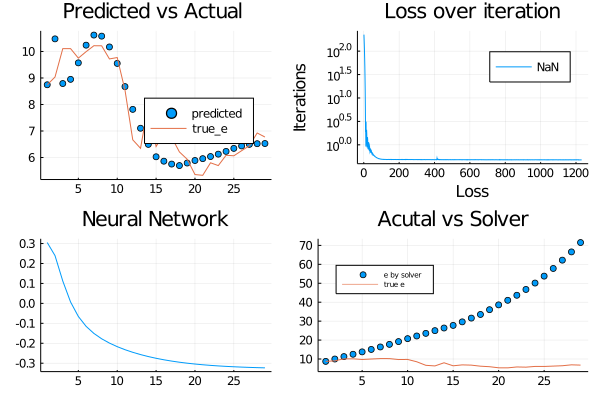 Predicted vs Actual
10
9
8
7
6
predicted
true_e
5 10 15 20 25
Loss over iteration
10^2.0
10^1.5
10^1.0
10^0.5
10^0.0
Iterations
NaN
0 200 400 600 800 1000 1200
Loss
Neural Network
0.3
0.2
0.1
0.0
-0.1
-0.2
-0.3
5 10 15 20 25
Acutal vs Solver
70
60
50
40
30
20
10
e by solver
true e
5 10 15 20 25